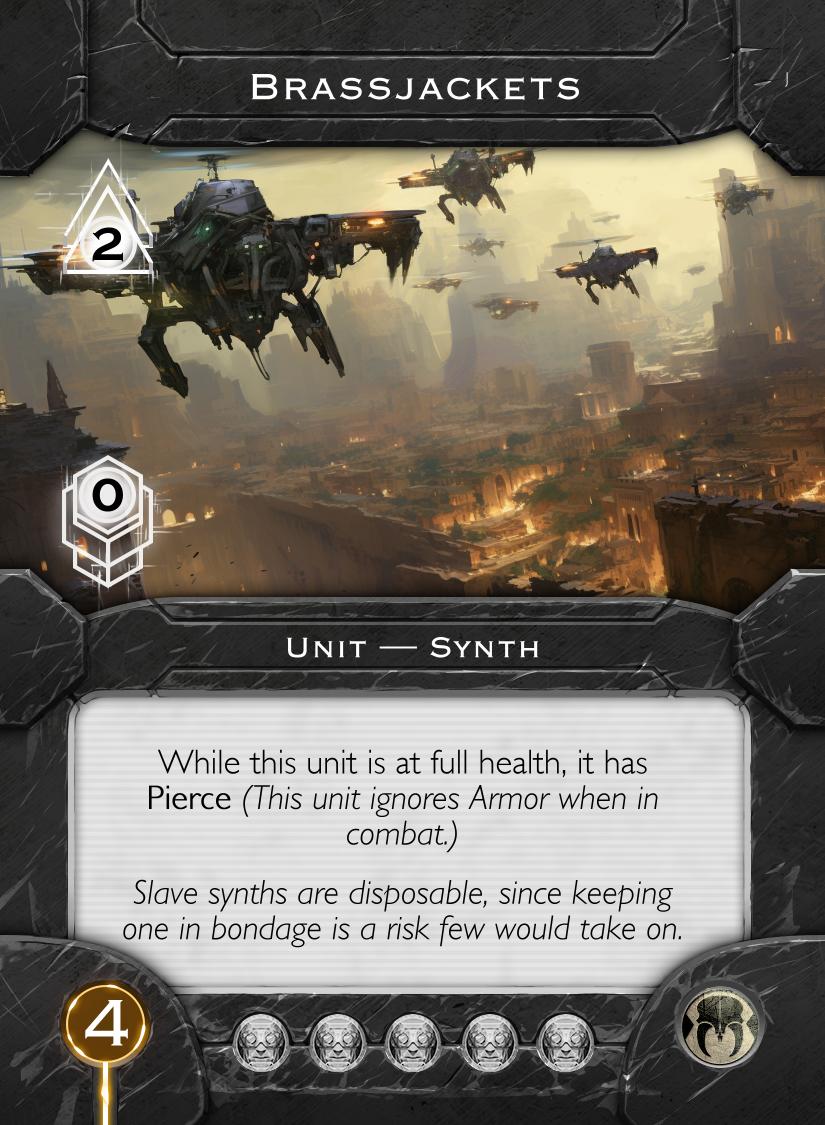 Brassjackets
2
0
Unit — Synth
While this unit is at full health, it has
Pierce (This unit ignores Armor when in
combat.)
Slave synths are disposable, since keeping
one in bondage is a risk few would take on.
4